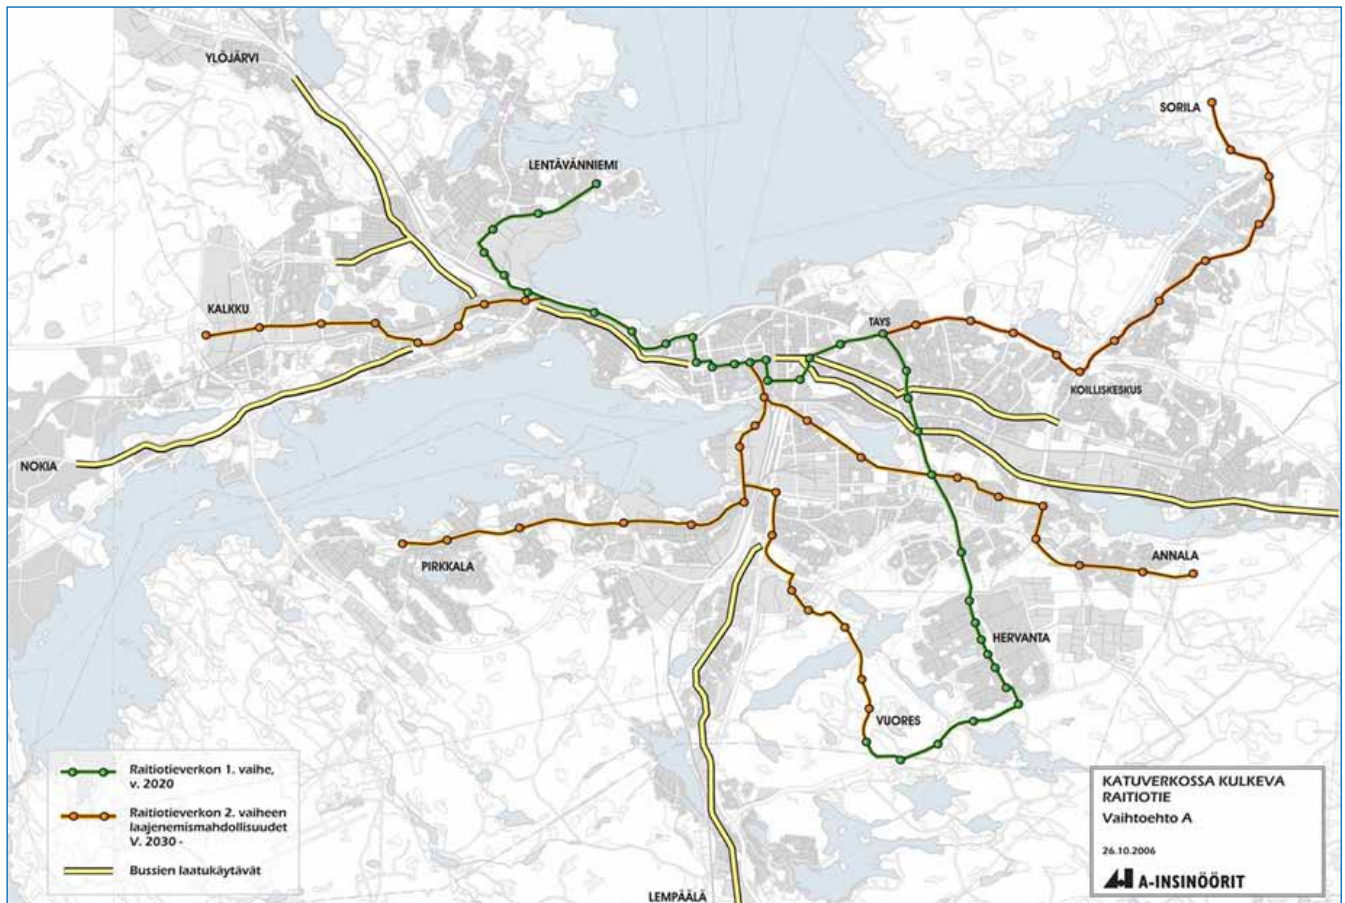 YLÖJÄRVI
SORILA
LENTÄVÄNNIEMI
KALKKU
TAYS
KOILLISKESKUS
NOKIA
ANNALA
PIRKKALA
HERVANTA
VUORES
Raitiotieverkon 1. vaihe,
v. 2020
Raitiotieverkon 2. vaiheen
laajenemismahdollisuudet
V. 2030 -
Bussien laatukäytävät
LEMPÄÄLÄ
KATUVERKOSSA KULKEVA
RAITIOTIE
Vaihtoehto A
26.10.2006
A-INSINÖÖRIT